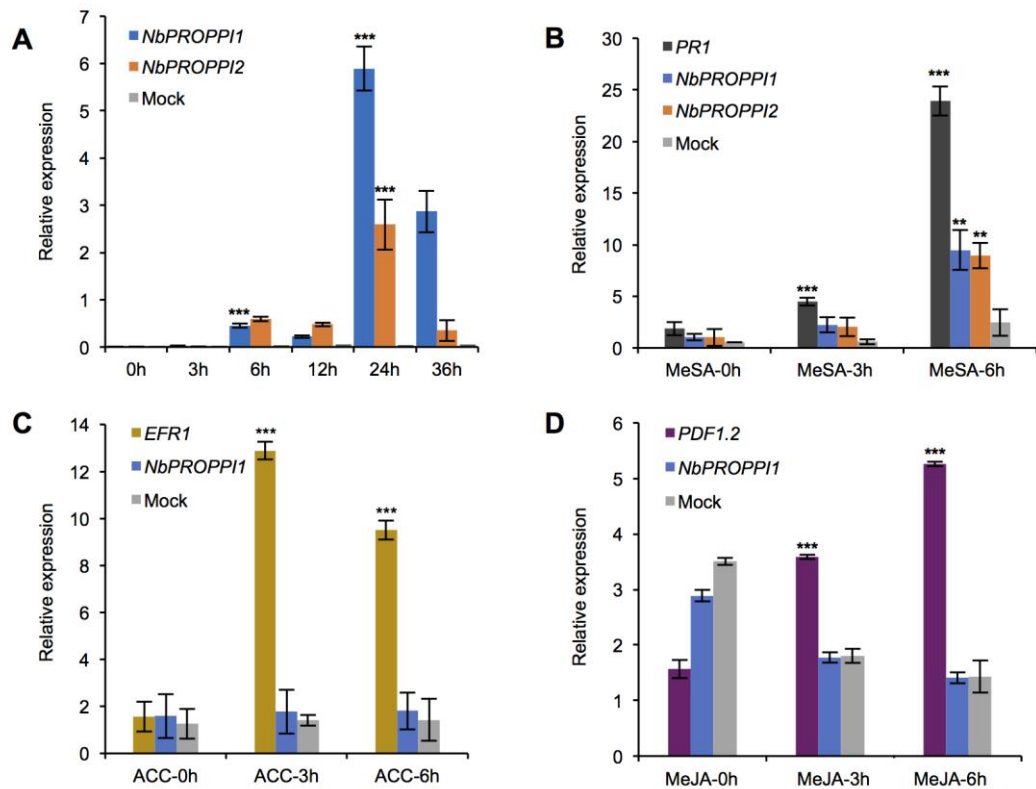 A
NbPROPPI1
NbPROPPI2
Mock
Relative expression
7
6
5
4
3
2
1
0
***
***
***
0h 3h 6h 12h 24h 36h
B
PR1
NbPROPPI1
NbPROPPI2
Mock
Relative expression
30
25
20
15
10
5
0
***
***
** **
MeSA-0h MeSA-3h MeSA-6h
C
EFR1
NbPROPPI1
Mock
Relative expression
14
12
10
8
6
4
2
0
***
***
ACC-0h ACC-3h ACC-6h
D
PDF1.2
NbPROPPI1
Mock
Relative expression
6
5
4
3
2
1
0
***
***
MeJA-0h MeJA-3h MeJA-6h